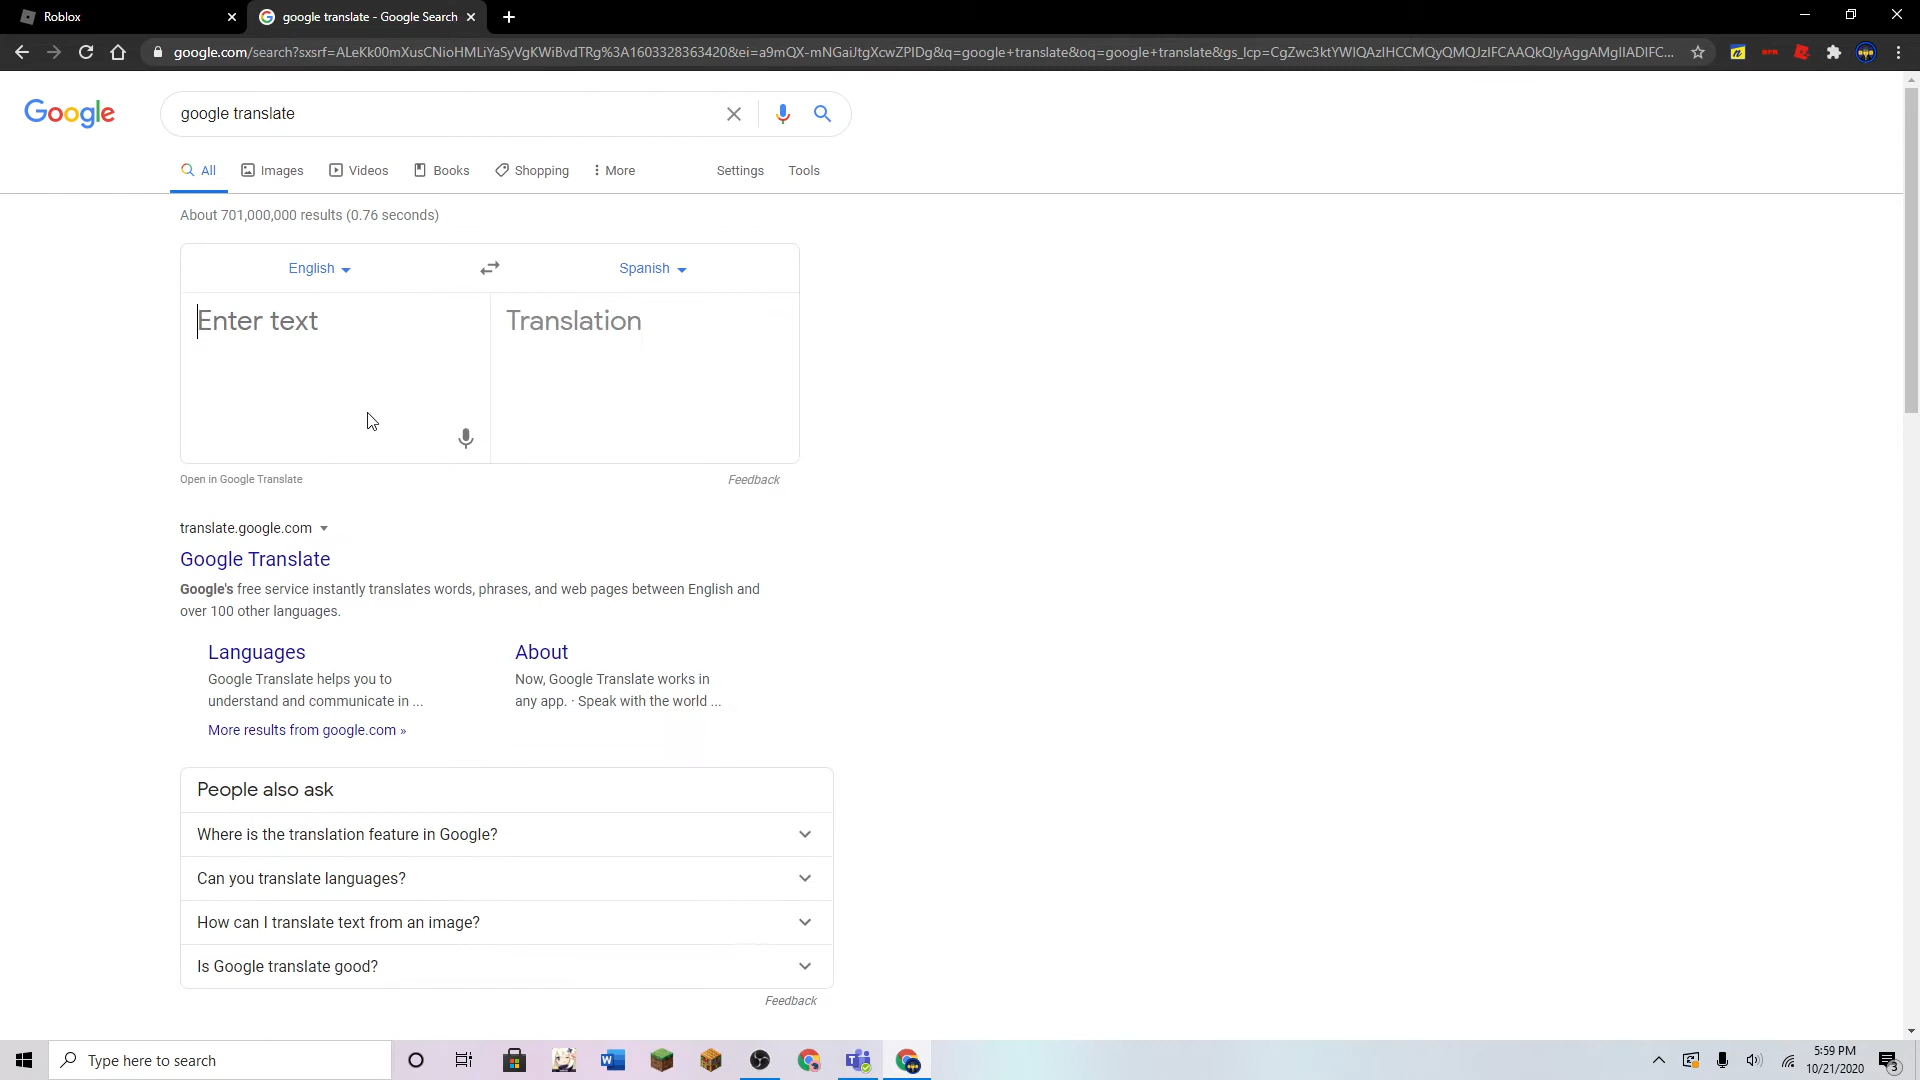 Roblox
google translate - Google Search
google.com/search?sxsrf=ALeKk00mXusCNioHMLiYaSyVgKWiBvdTRg%3A1603328363420&ei=a9mQX-mNGaiJtgXcwZPIDg&q=google+translate&oq=google+translate&gs_lcp=CgZwc3ktYWIQAzIHCCMQyQMQJzIFCAAQkQIyAggAMgIIADIFC...
Google
google translate
All
Images
Videos
Books
Shopping
More
Settings
Tools
About 701,000,000 results (0.76 seconds)
English
Spanish
Enter text
Translation
Open in Google Translate
Feedback
translate.google.com
Google Translate
Google's free service instantly translates words, phrases, and web pages between English and
over 100 other languages.
Languages
Google Translate helps you to
understand and communicate in ...
About
Now, Google Translate works in
any app. · Speak with the world ...
More results from google.com »
People also ask
Where is the translation feature in Google?
Can you translate languages?
How can I translate text from an image?
Is Google translate good?
Feedback
Type here to search
5:59 PM
10/21/2020
3